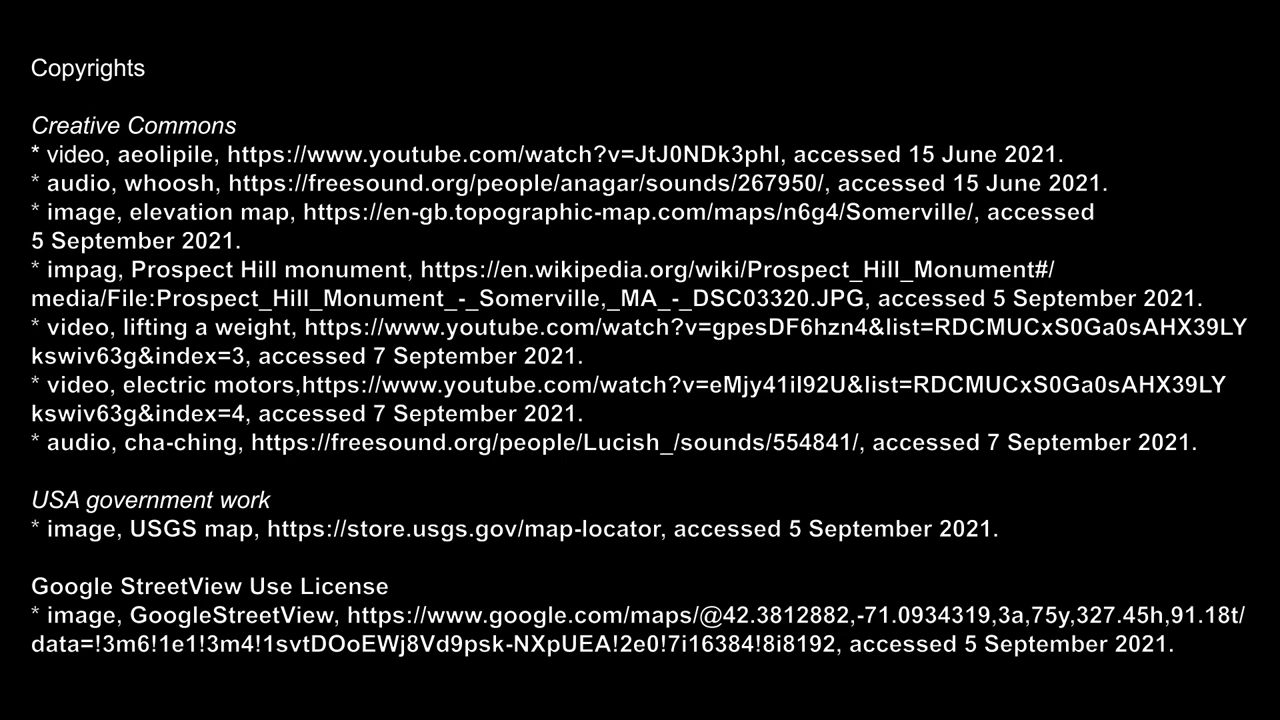 Copyrights
Creative Commons
* video, aeolipile, https://www.youtube.com/watch?v=JtJ0NDk3phI, accessed 15 June 2021.
* audio, whoosh, https://freesound.org/people/anagar/sounds/267950/, accessed 15 June 2021.
* image, elevation map, https://en-gb.topographic-map.com/maps/n6g4/Somerville/, accessed
5 September 2021.
* impag, Prospect Hill monument, https://en.wikipedia.org/wiki/Prospect_Hill_Monument#/
media/File:Prospect_Hill_Monument_-_Somerville,_MA_-_DSC03320.JPG, accessed 5 September 2021.
* video, lifting a weight, https://www.youtube.com/watch?v=gpesDF6hzn4&list=RDCMUCxS0Ga0sAHX39LY
kswiv63g&index=3, accessed 7 September 2021.
* video, electric motors,https://www.youtube.com/watch?v=eMjy41iI92U&list=RDCMUCxS0Ga0sAHX39LY
kswiv63g&index=4, accessed 7 September 2021.
* audio, cha-ching, https://freesound.org/people/Lucish_/sounds/554841/, accessed 7 September 2021.
USA government work
* image, USGS map, https://store.usgs.gov/map-locator, accessed 5 September 2021.
Google StreetView Use License
* image, GoogleStreetView, https://www.google.com/maps/@42.3812882,-71.0934319,3a,75y,327.45h,91.18t/
data=!3m6!1e1!3m4!1svtDOoEWj8Vd9psk-NXpUEA!2e0!7i16384!8i8192, accessed 5 September 2021.